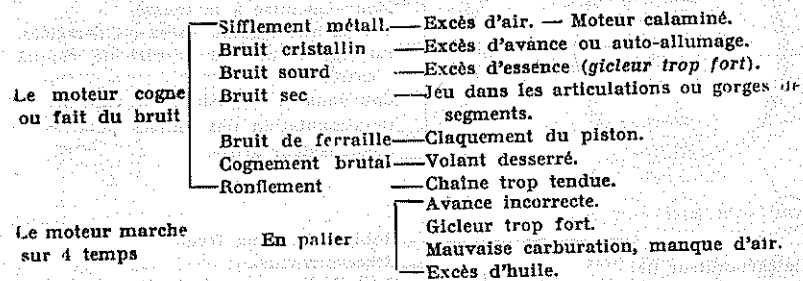 Sifflement métall.—Excès d'air. — Moteur calaminé.
Bruit cristallin —Excès d'avance ou auto-allumage.
Bruit sourd —Excès d'essence (gicleur trop fort).
Le moteur cogne ou fait du bruit
Bruit sec —Jeu dans les articulations ou gorges de
segments.
Bruit de ferraille—Claquement du piston.
Cognement brutal—Volant desserré.
Ronflement —Chaîne trop tendue.
Le moteur marche sur 4 temps
En palier
Avance incorrecte.
Gicleur trop fort.
Mauvaise carburation, manque d'air.
Excès d'huile.